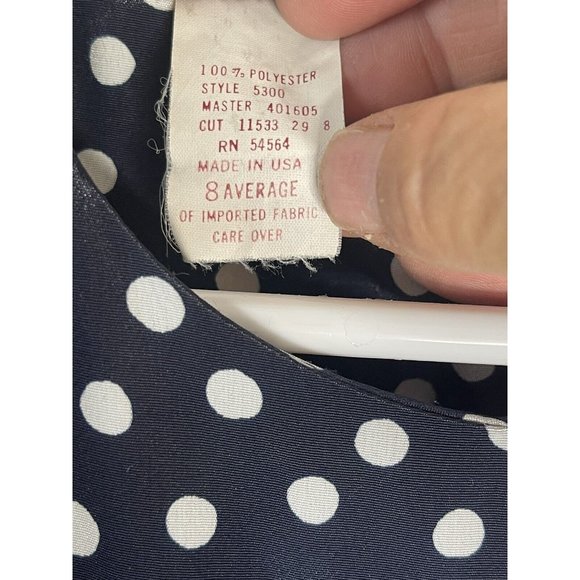 100 % POLYESTER
STYLE 5300
MASTER 401605
CUT 11533 29 8
RN 54564
MADE IN USA
8 AVERAGE
OF IMPORTED FABRIC
CARE OVER